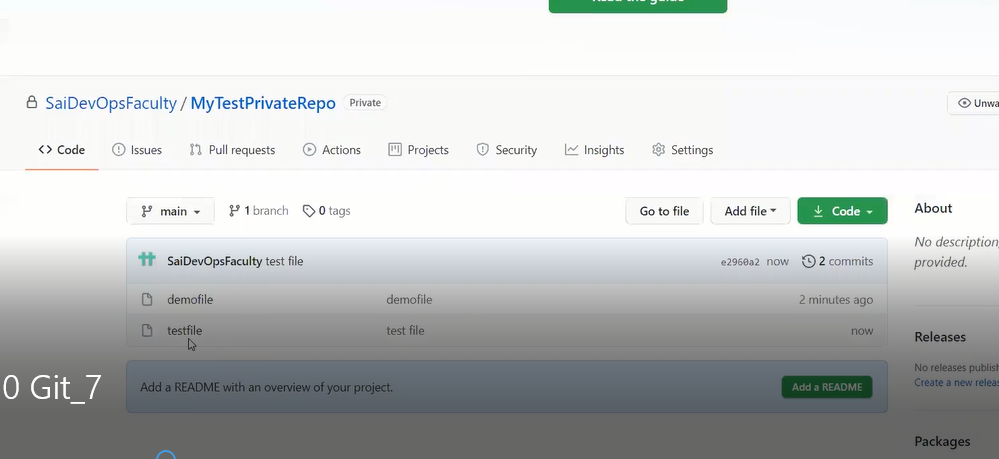 Read the guide
SaiDevOpsFaculty / MyTestPrivateRepo Private
Unwa
Code Issues Pull requests Actions Projects Security Insights Settings
main 1 branch 0 tags Go to file Add file Code
About
No description,
provided.
SaiDevOpsFaculty test file e2960a2 now 2 commits
demofile demofile 2 minutes ago
testfile test file now
Releases
No releases publish
Create a new releas
0 Git_7
Add a README with an overview of your project. Add a README
Packages